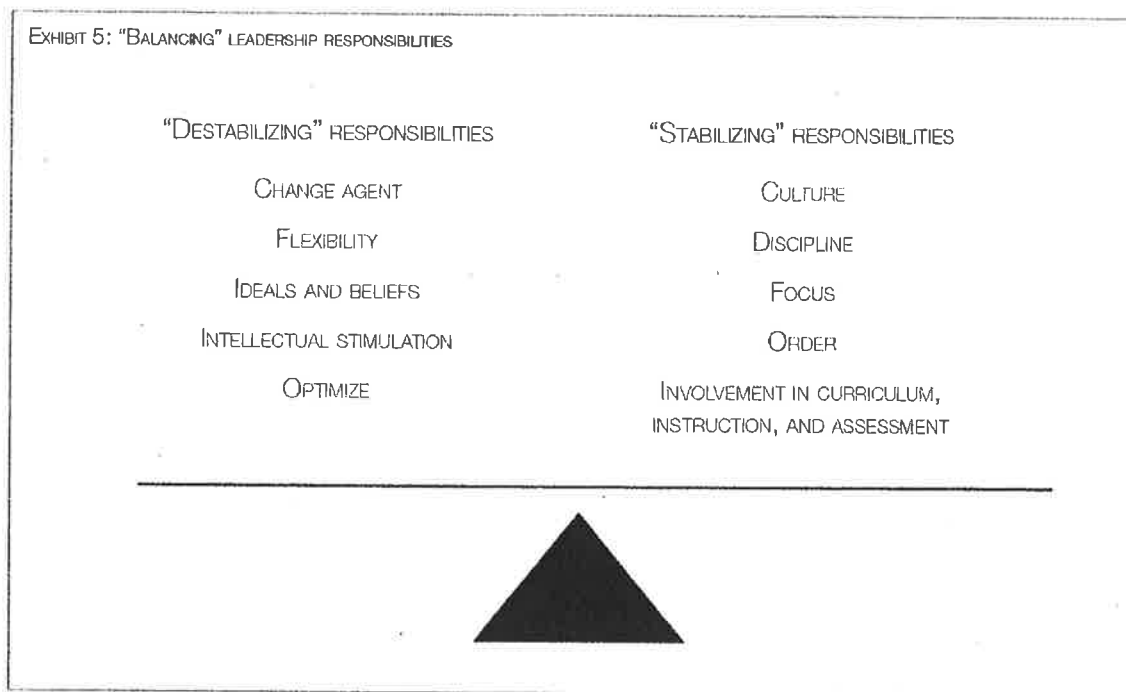 EXHIBIT 5: "BALANCING" LEADERSHIP RESPONSIBILITIES
"DESTABILIZING" RESPONSIBILITIES
CHANGE AGENT
FLEXIBILITY
IDEALS AND BELIEFS
INTELLECTUAL STIMULATION
OPTIMIZE
"STABILIZING" RESPONSIBILITIES
CULTURE
DISCIPLINE
FOCUS
ORDER
INVOLVEMENT IN CURRICULUM,
INSTRUCTION, AND ASSESSMENT